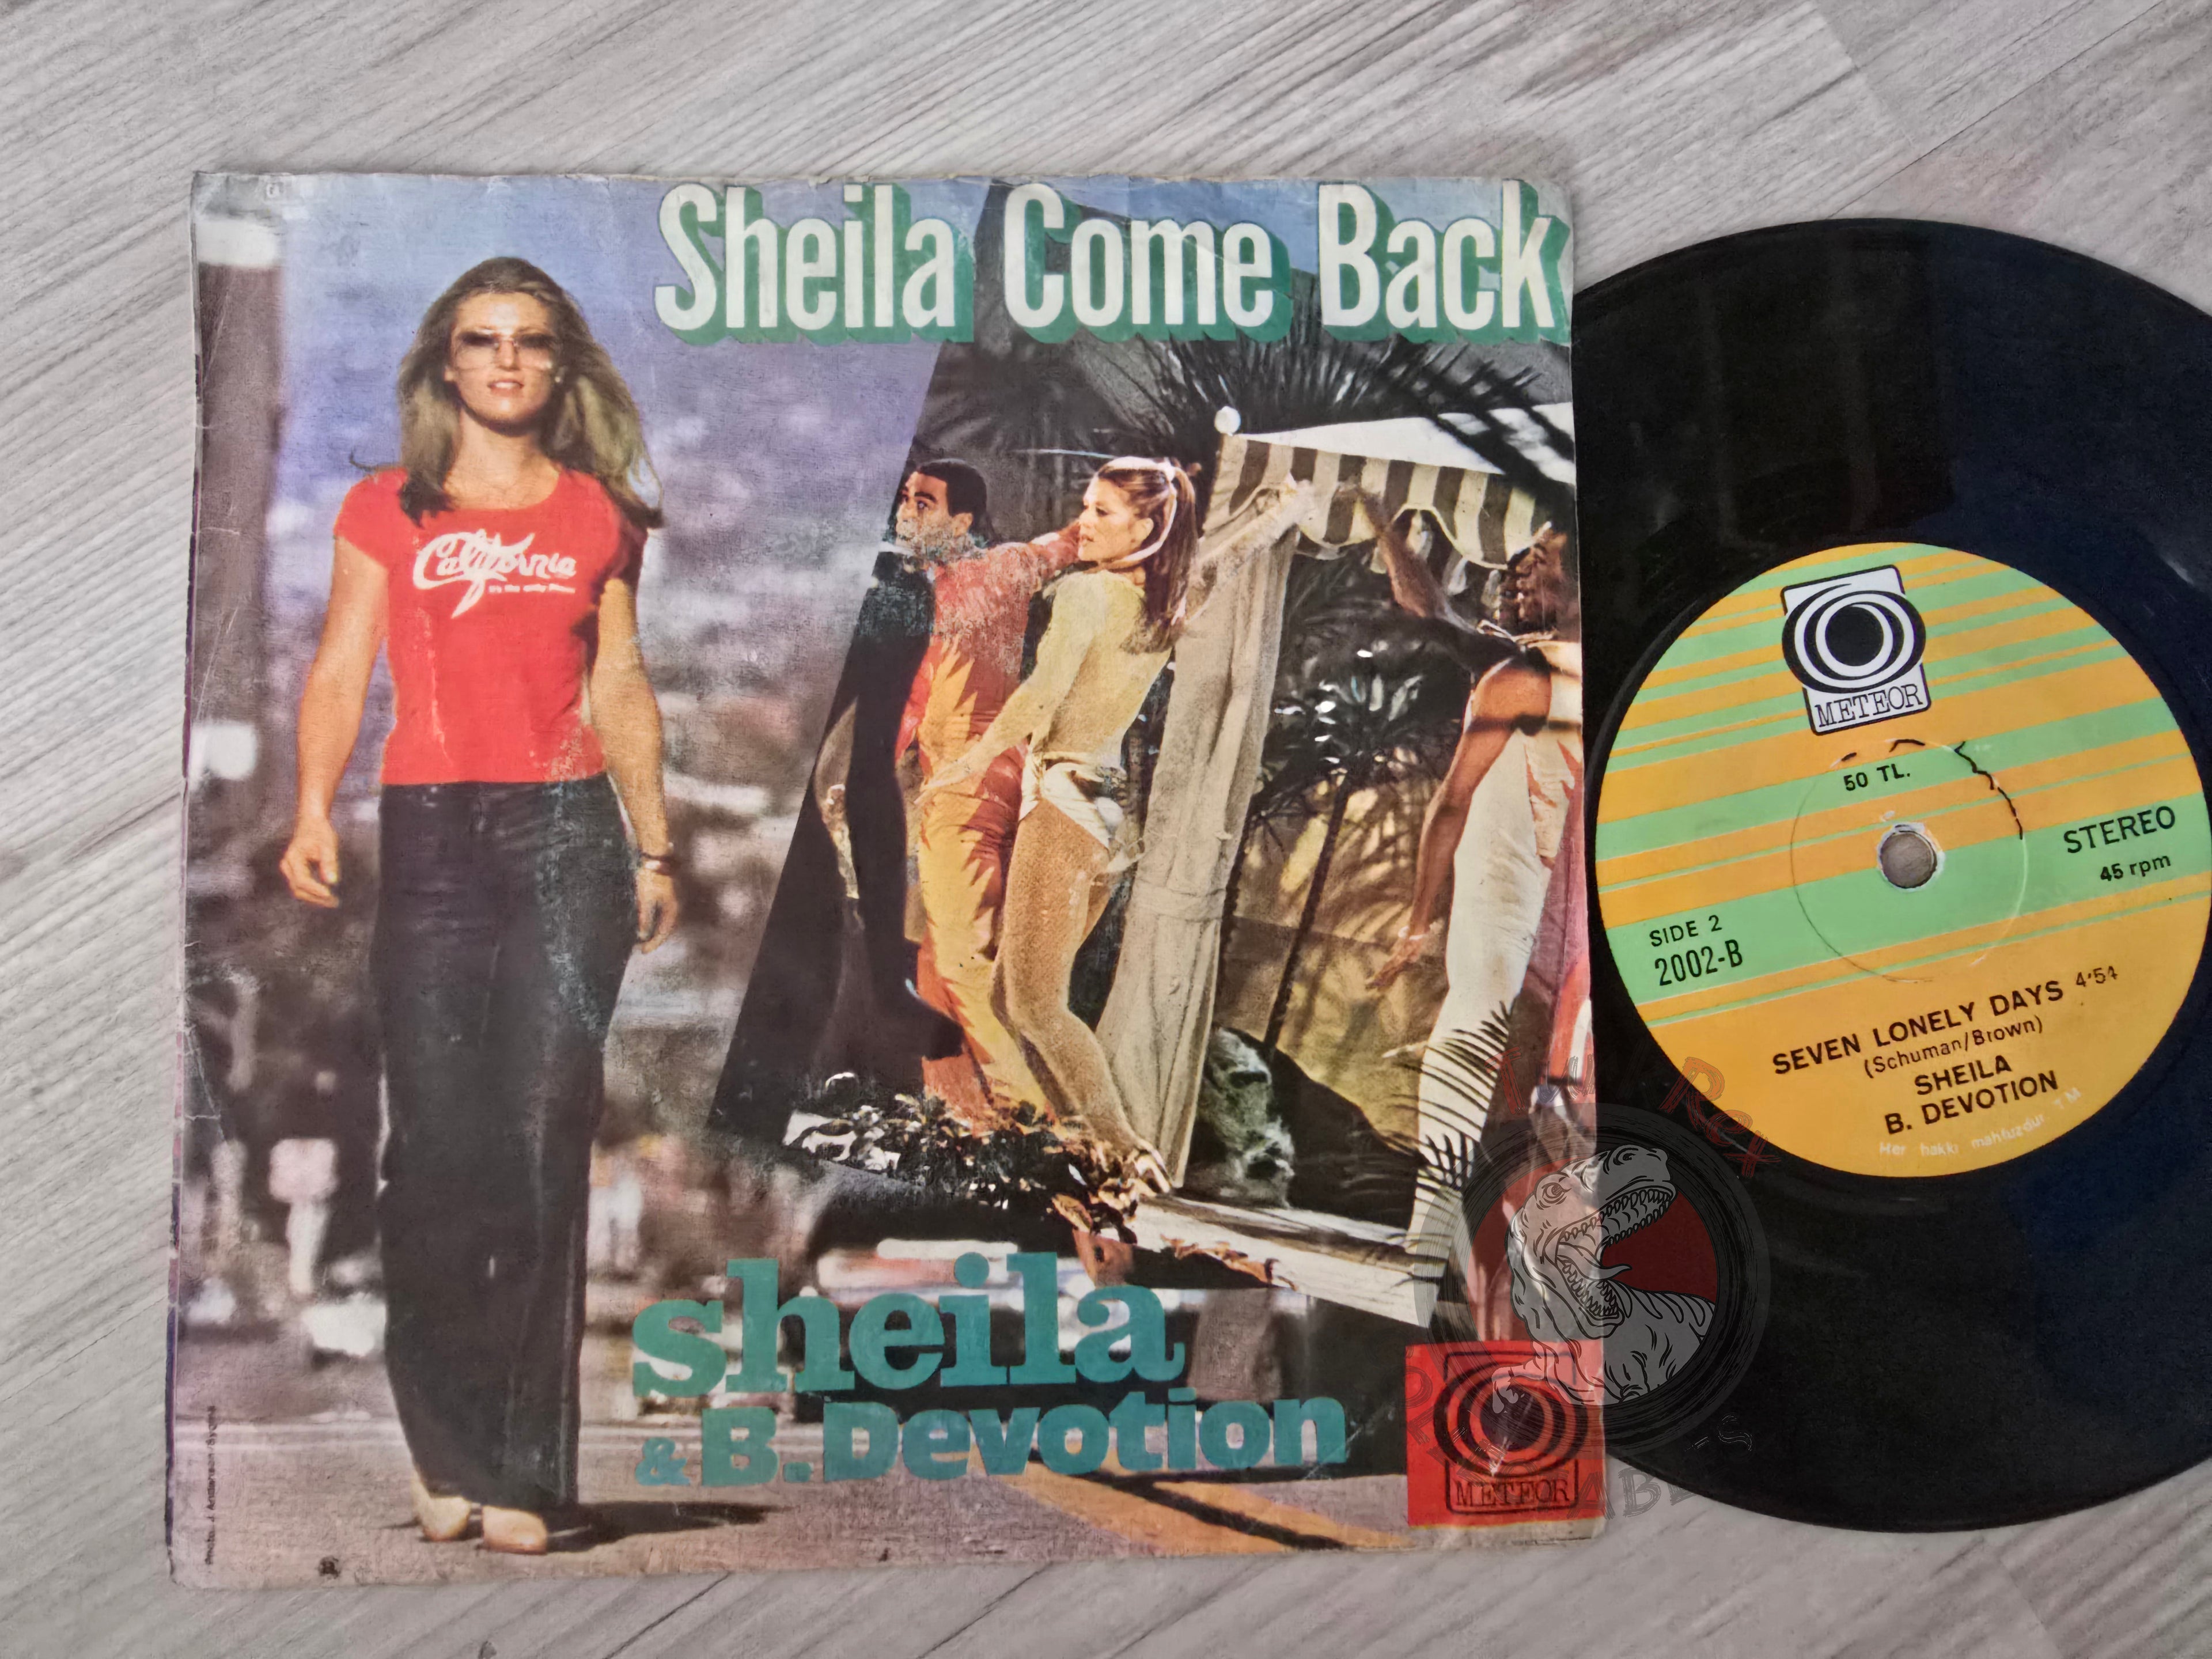 Sheila Come Back
California
sheila
& B. Devotion
METEOR
METEOR
50 TL.
STEREO
45 rpm
SIDE 2
2002-B
SEVEN LONELY DAYS 4'54
(Schuman/Brown)
SHEILA
B. DEVOTION
Her hakkı mahfuzdur TM
Rex